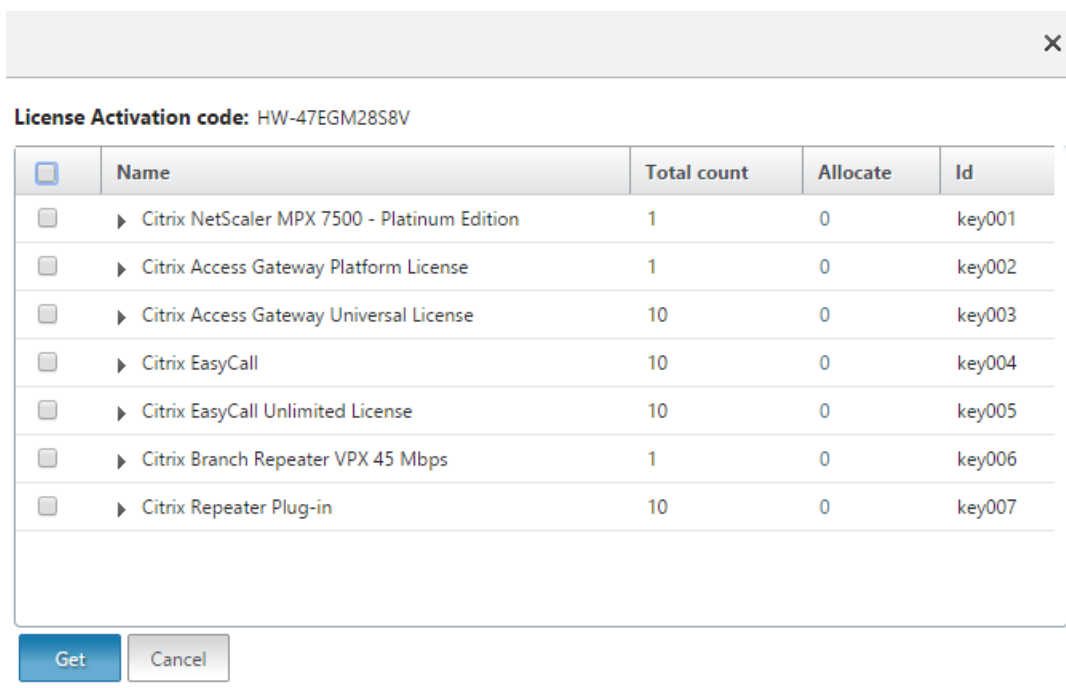 License Activation code: HW-47EGM28S8V
Name Total count Allocate Id
Citrix NetScaler MPX 7500 - Platinum Edition 1 0 key001
Citrix Access Gateway Platform License 1 0 key002
Citrix Access Gateway Universal License 10 0 key003
Citrix EasyCall 10 0 key004
Citrix EasyCall Unlimited License 10 0 key005
Citrix Branch Repeater VPX 45 Mbps 1 0 key006
Citrix Repeater Plug-in 10 0 key007
Get Cancel